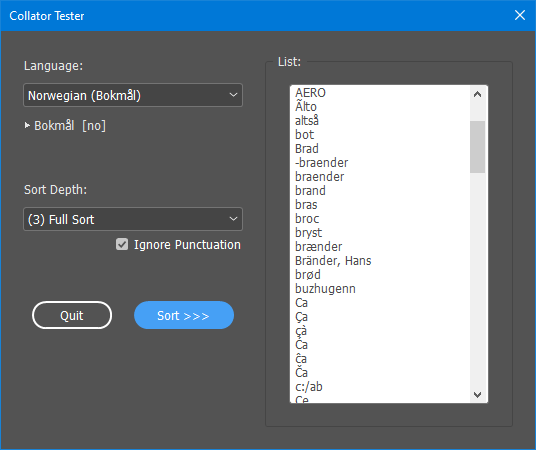 Collator Tester
Language:
Norwegian (Bokmål)
Bokmål [no]
Sort Depth:
(3) Full Sort
Ignore Punctuation
Quit
Sort >>>
List:
AERO
Ãlto
altså
bot
Brad
-braender
braender
brand
bras
broc
bryst
brænder
Bränder, Hans
brød
buzhugenn
Ca
Ça
çà
Ĉa
ĉa
Ča
c:/ab
Ce